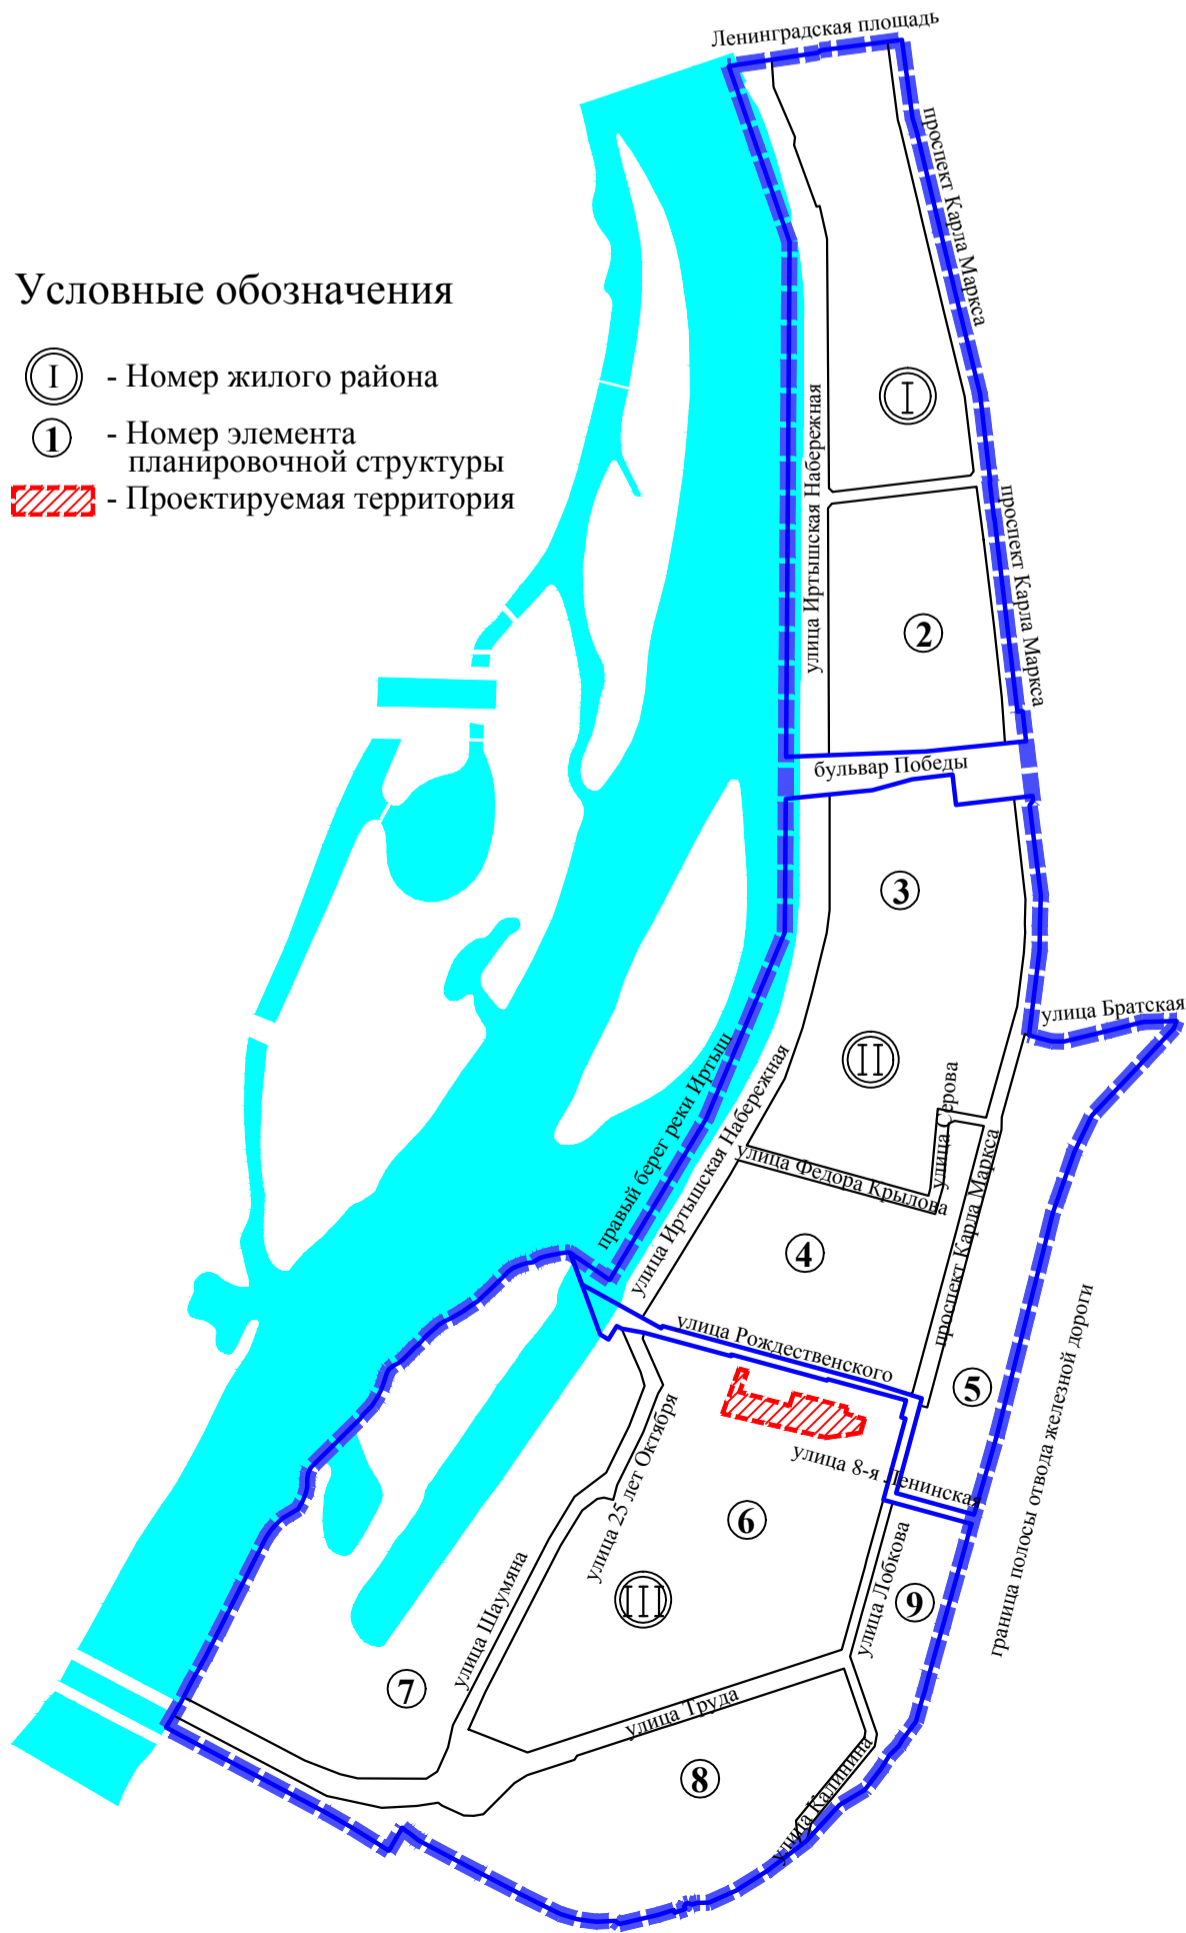 Ленинградская площадь
проспект Карла Маркса
Условные обозначения
I - Номер жилого района
1 - Номер элемента
планировочной структуры
- Проектируемая территория
I
улица Иртышская Набережная
проспект Карла Маркса
2
бульвар Победы
3
улица Братская
II
правый берег реки Иртыш
улица Иртышская Набережная
улица Серова
улица Федора Крылова
проспект Карла Маркса
4
улица Рождественского
5
граница полосы отвода железной дороги
улица 25 лет Октября
улица 8-я Ленинская
6
улица Шаумяна
III
улица Лобкова
9
7
улица Труда
8
улица Калинина